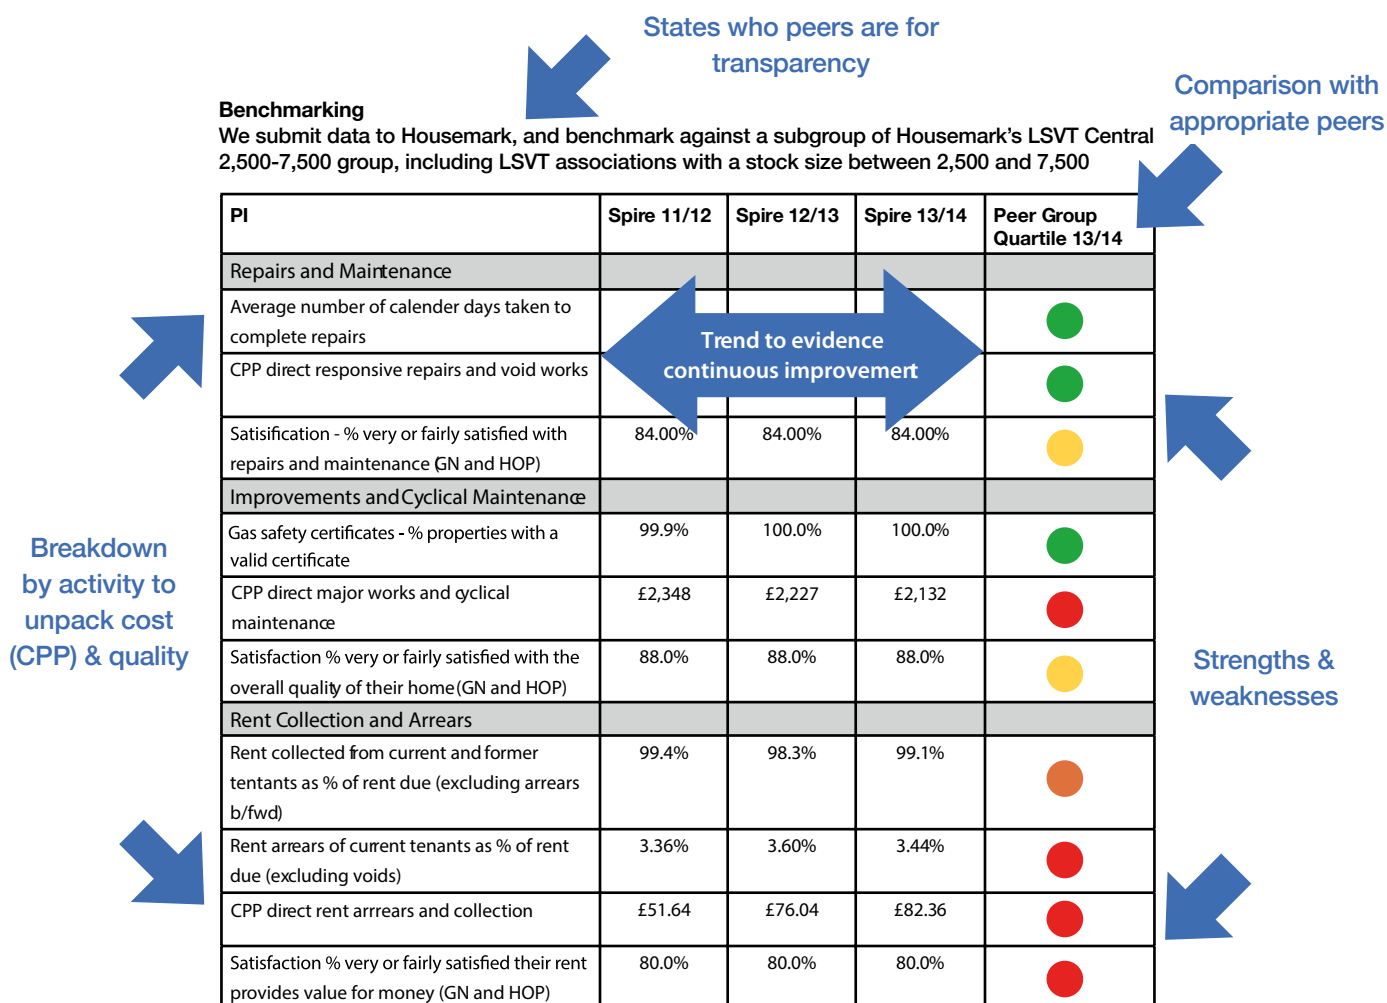 States who peers are for
transparency
Comparison with
appropriate peers
Benchmarking
We submit data to Housemark, and benchmark against a subgroup of Housemark's LSVT Central
2,500-7,500 group, including LSVT associations with a stock size between 2,500 and 7,500
PI Spire 11/12 Spire 12/13 Spire 13/14 Peer Group
Quartile 13/14
Repairs and Maintenance
Average number of calender days taken to
complete repairs
Trend to evidence
continuous improvement
CPP direct responsive repairs and void works
Satisification - % very or fairly satisfied with 84.00% 84.00% 84.00%
repairs and maintenance (GN and HOP)
Improvements and Cyclical Maintenance
Gas safety certificates - % properties with a 99.9% 100.0% 100.0%
valid certificate
CPP direct major works and cyclical £2,348 £2,227 £2,132
maintenance
Satisfaction % very or fairly satisfied with the 88.0% 88.0% 88.0%
overall quality of their home (GN and HOP)
Rent Collection and Arrears
Rent collected from current and former 99.4% 98.3% 99.1%
tentants as % of rent due (excluding arrears
b/fwd)
Rent arrears of current tenants as % of rent 3.36% 3.60% 3.44%
due (excluding voids)
CPP direct rent arrrears and collection £51.64 £76.04 £82.36
Satisfaction % very or fairly satisfied their rent 80.0% 80.0% 80.0%
provides value for money (GN and HOP)
Breakdown
by activity to
unpack cost
(CPP) & quality
Strengths &
weaknesses